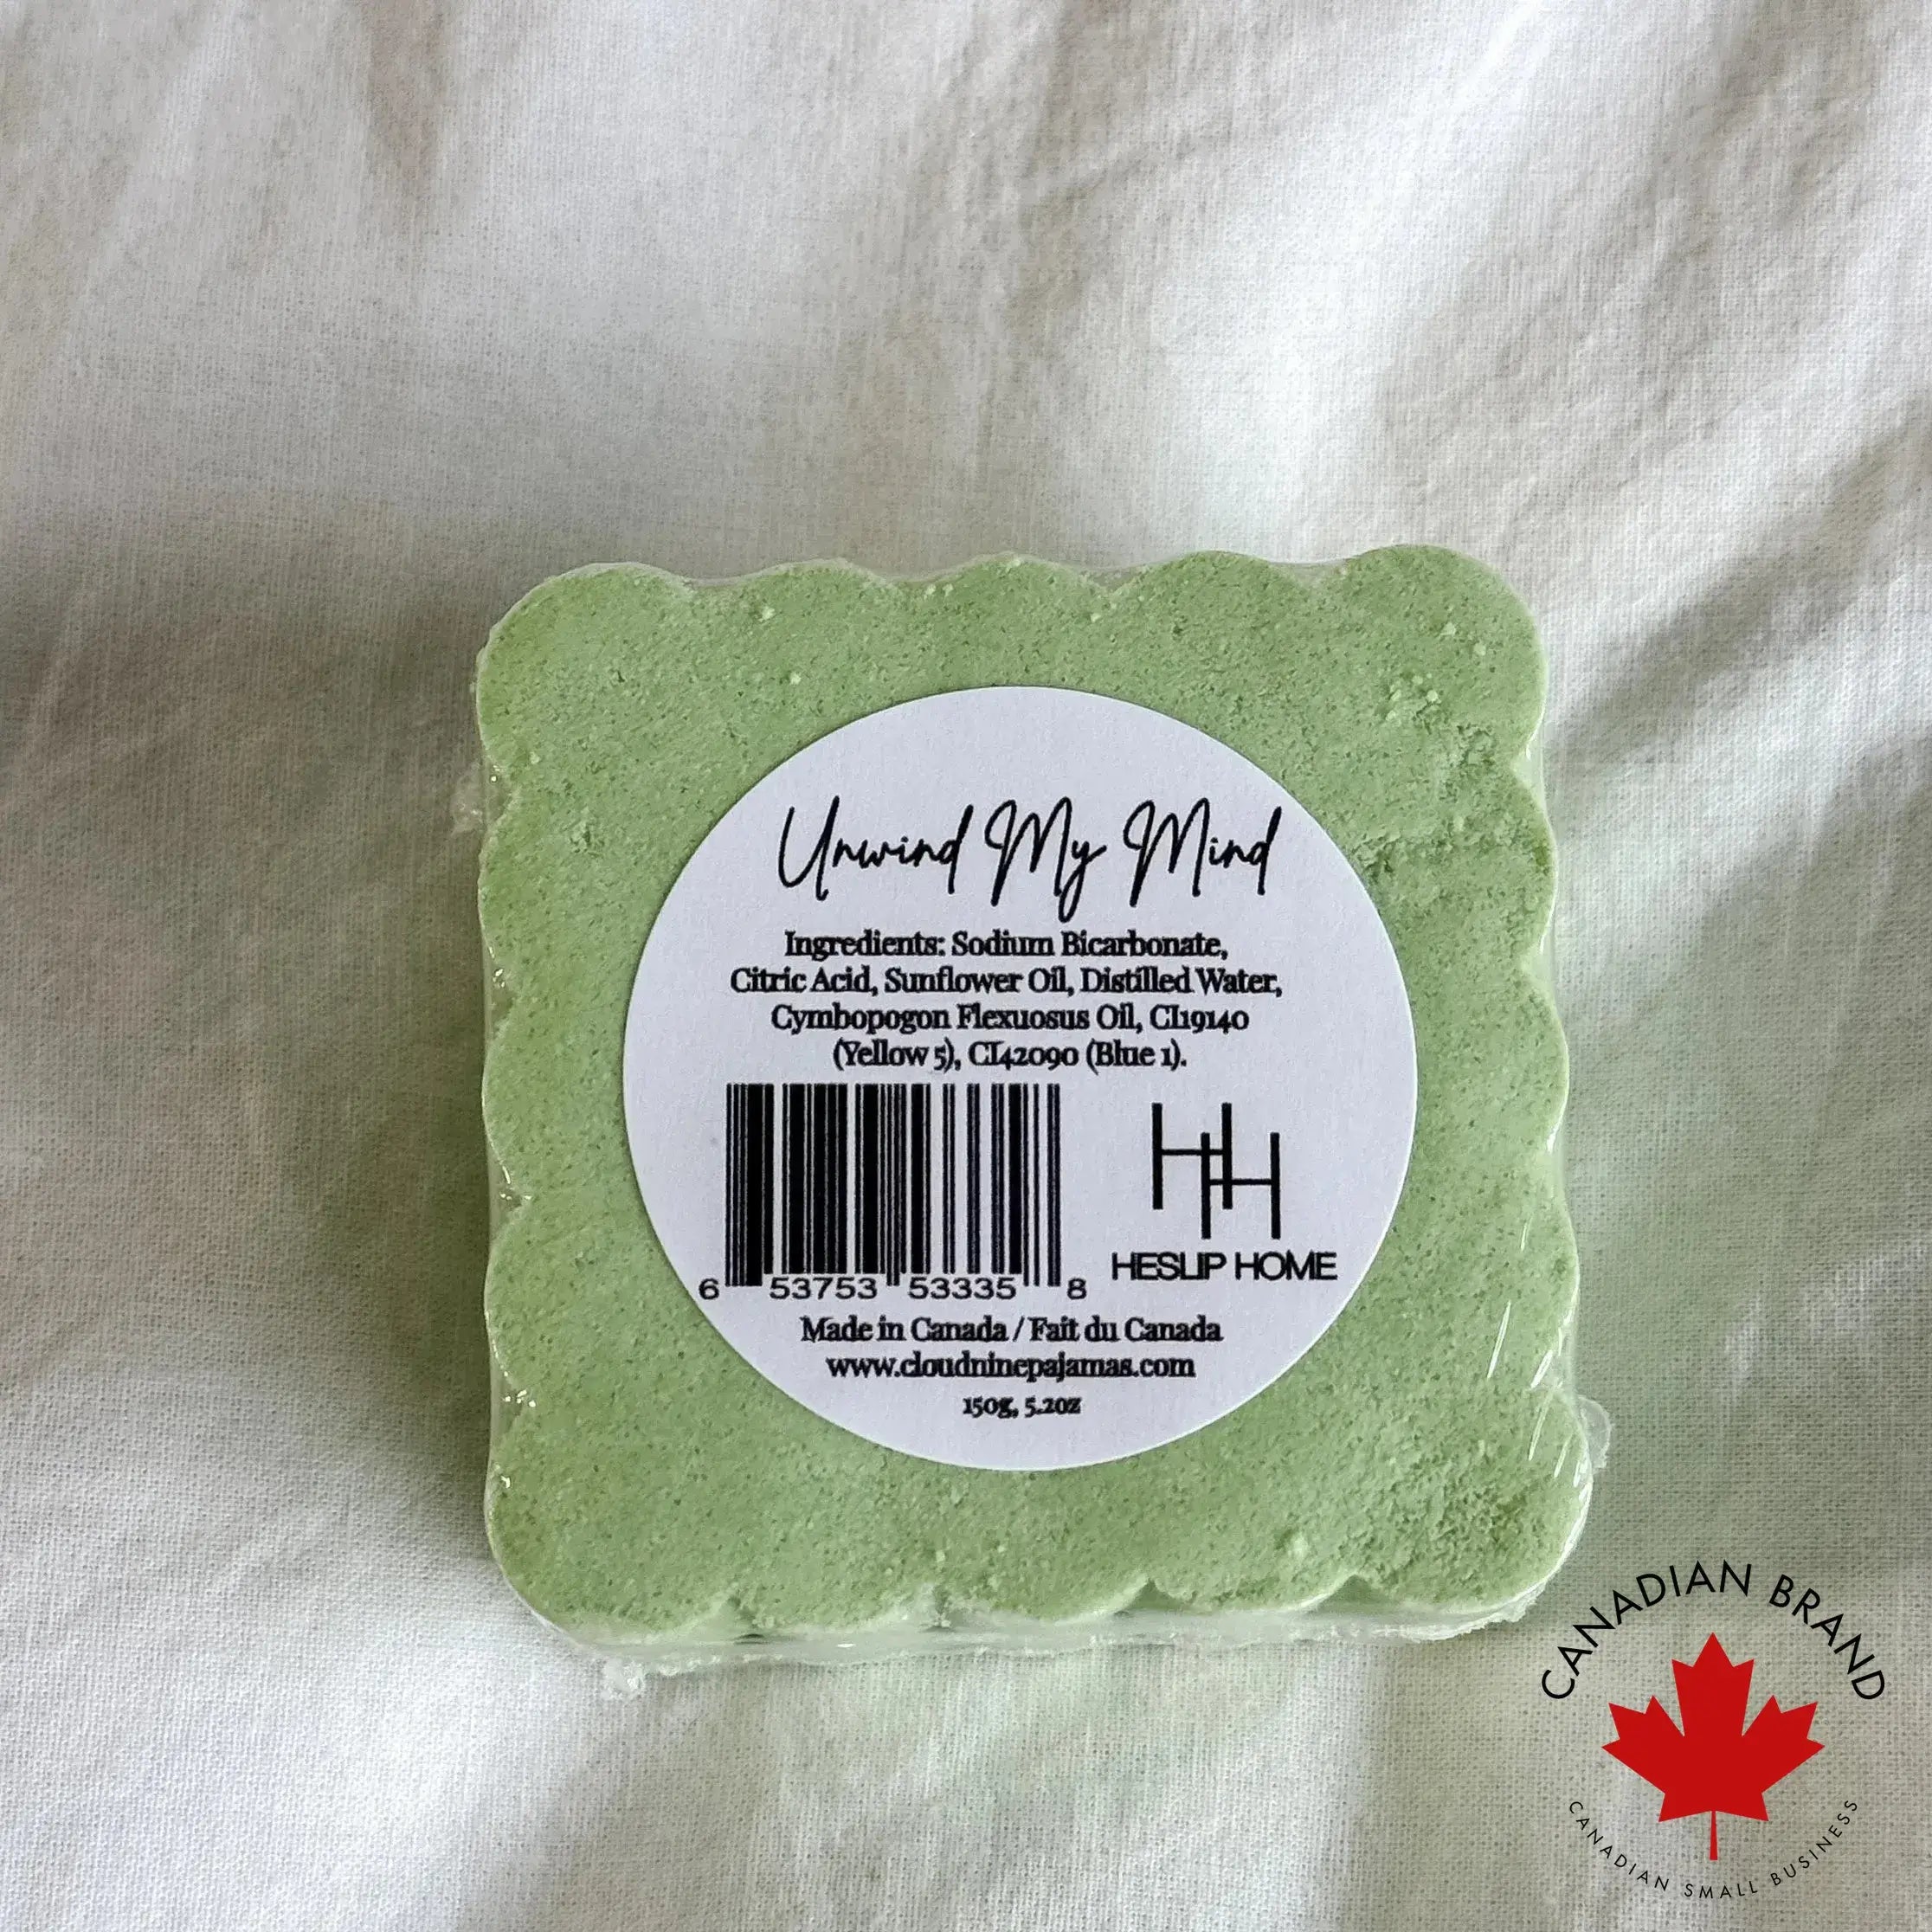 Unwind My Mind
Ingredients: Sodium Bicarbonate,
Citric Acid, Sunflower Oil, Distilled Water,
Cymbopogon Flexuosus Oil, CI19140
(Yellow 5), CI42090 (Blue 1).
HH
HESLIP HOME
6 53753 53335 8
Made in Canada / Fait du Canada
www.cloudninepajamas.com
150g, 5.2oz
CANADIAN BRAND
CANADIAN SMALL BUSINESS